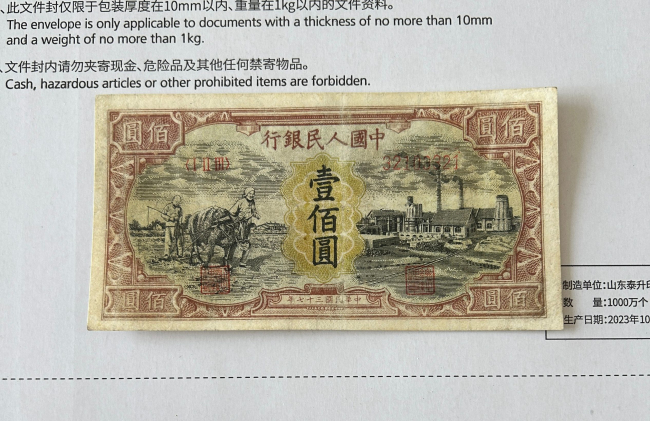 、此文件封仅限于包装厚度在10mm以内、重量在1kg以内的文件资料。
The envelope is only applicable to documents with a thickness of no more than 10mm
and a weight of no more than 1kg.
、文件封内请勿夹寄现金、危险品及其他任何禁寄物品。
Cash, hazardous articles or other prohibited items are forbidden.
圓佰
行銀民人國中
圓佰
壹佰圓
圓佰
年七十三國民華中
圓佰
制造单位:山东泰升印
数 量:1000万个
生产日期:2023年10